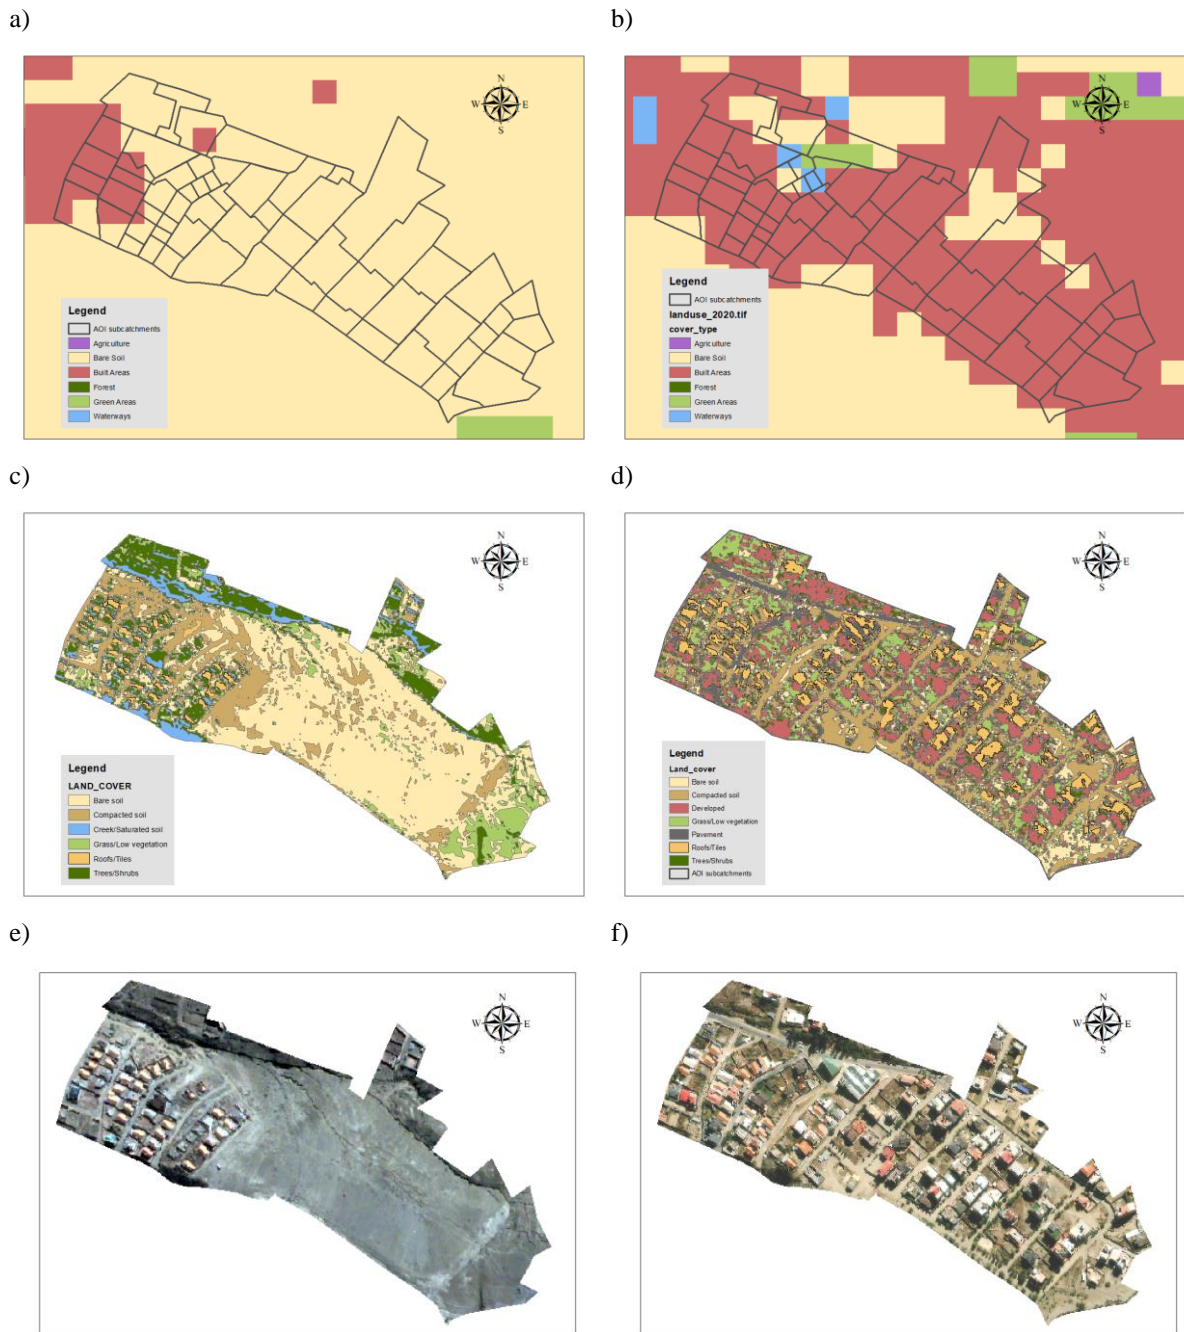 a)
b)
N
W E
S
Legend
AOI subcatchments
Agriculture
Bare Soil
Built Areas
Forest
Green Areas
Waterways
N
W E
S
Legend
AOI subcatchments
landuse_2020.tif
cover_type
Agriculture
Bare Soil
Built Areas
Forest
Green Areas
Waterways
c)
d)
N
W E
S
Legend
LAND_COVER
Bare soil
Compacted soil
Creek/Saturated soil
Grass/Low vegetation
Roofs/Tiles
Trees/Shrubs
N
W E
S
Legend
Land_cover
Bare soil
Compacted soil
Developed
Grass/Low vegetation
Pavement
Roofs/Tiles
Trees/Shrubs
AOI subcatchments
e)
f)
N
W E
S
N
W E
S